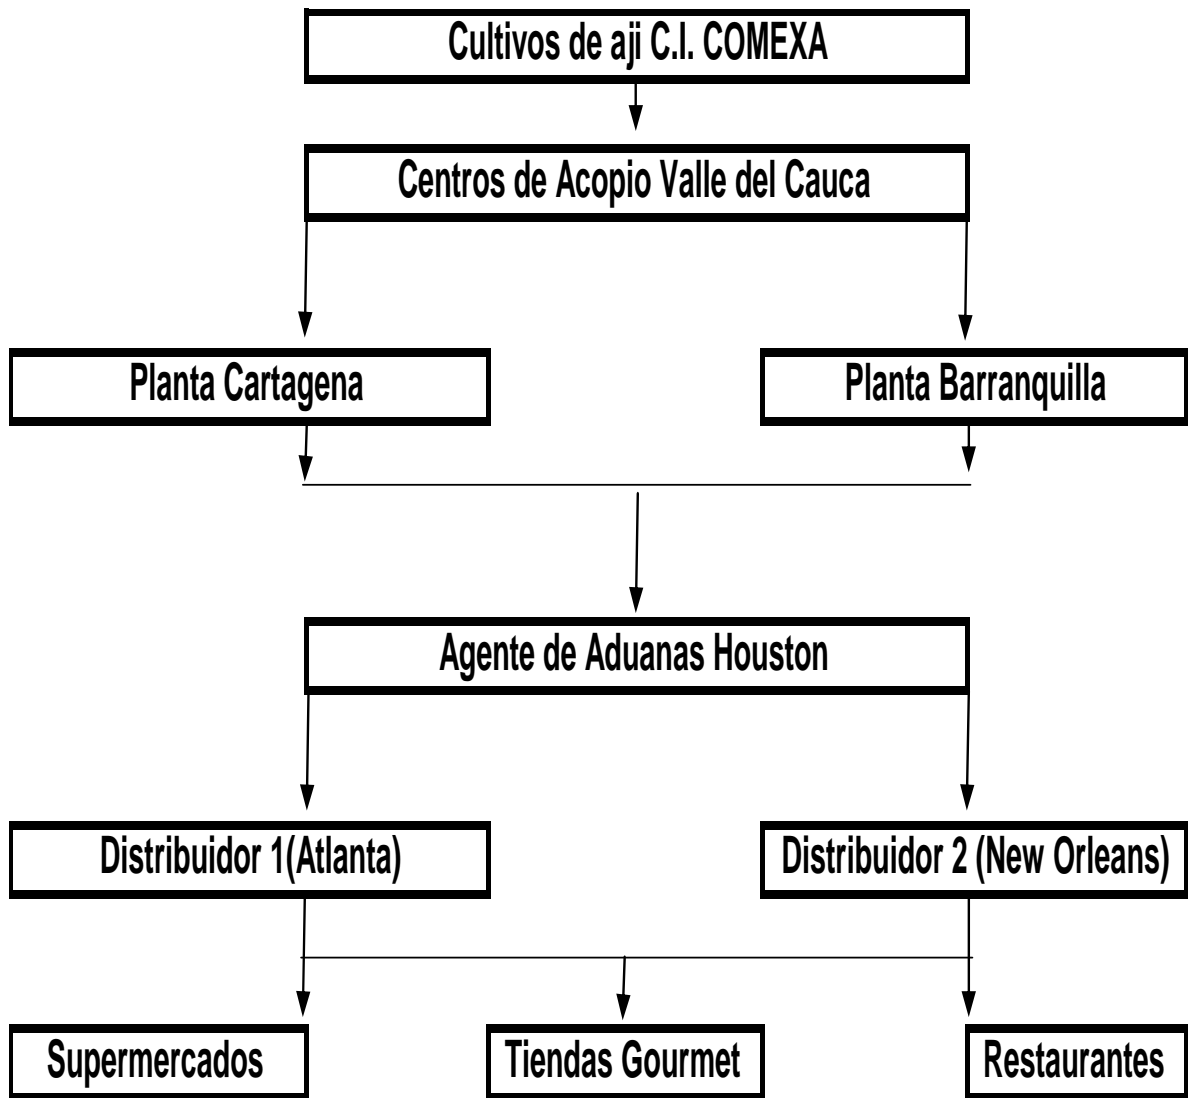 Cultivos de aji C.I. COMEXA
Centros de Acopio Valle del Cauca
Planta Cartagena
Planta Barranquilla
Agente de Aduanas Houston
Distribuidor 1(Atlanta)
Distribuidor 2 (New Orleans)
Supermercados
Tiendas Gourmet
Restaurantes